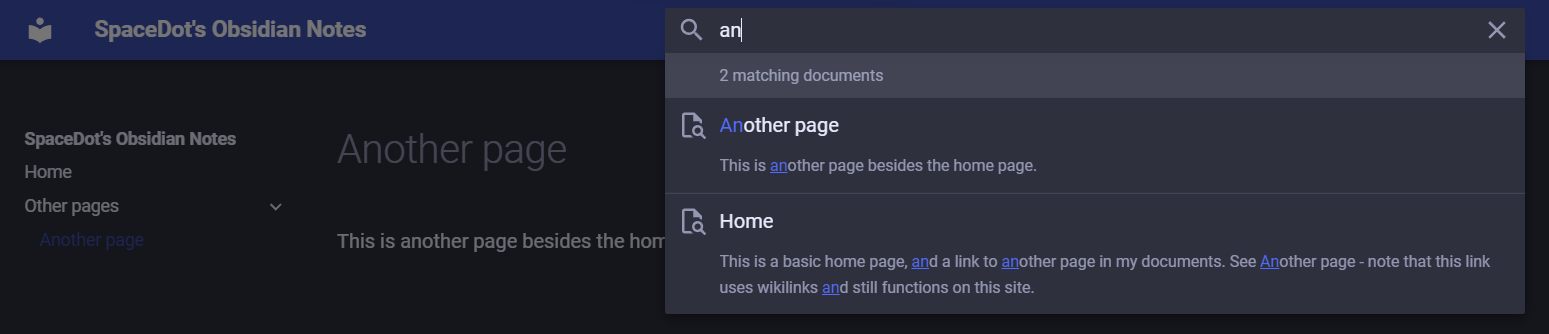 SpaceDot's Obsidian Notes
an
2 matching documents
Another page
This is another page besides the home page.
Home
This is a basic home page, and a link to another page in my documents. See Another page - note that this link
uses wikilinks and still functions on this site.
SpaceDot's Obsidian Notes
Home
Other pages
Another page
Another page
This is another page besides the hom